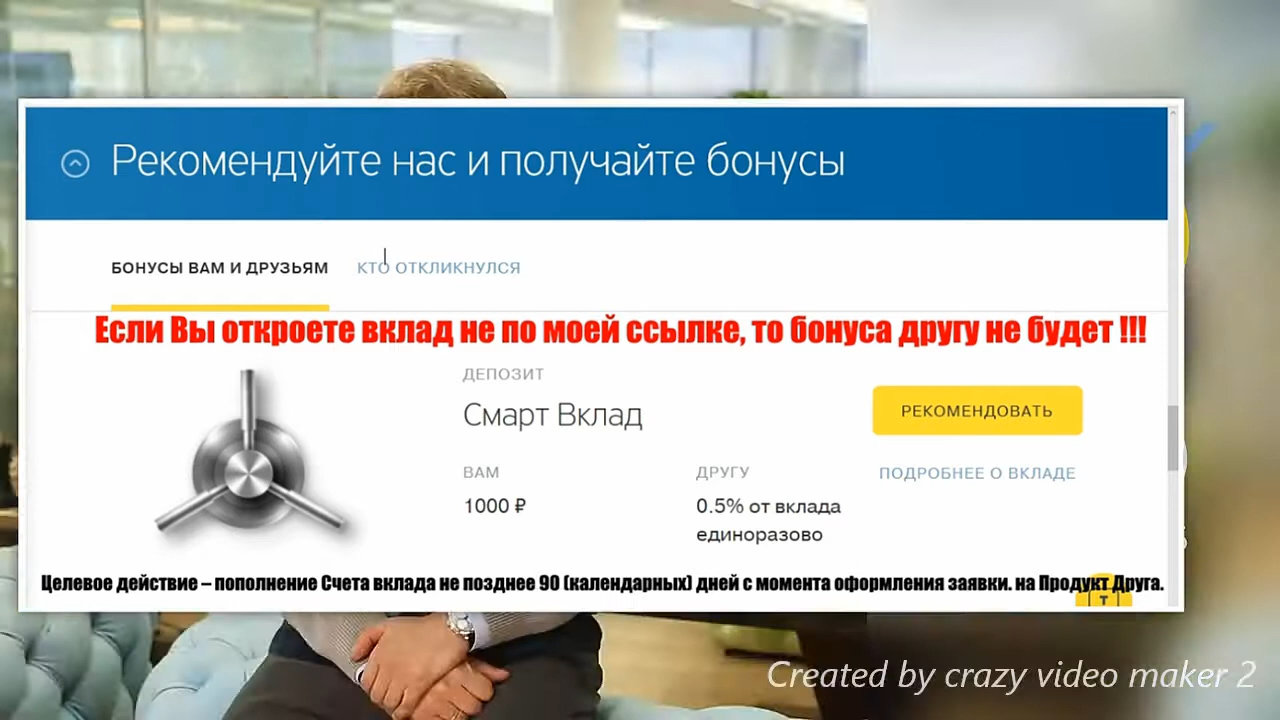 Рекомендуйте нас и получайте бонусы
БОНУСЫ ВАМ И ДРУЗЬЯМ КТО ОТКЛИКНУЛСЯ
Если Вы откроете вклад не по моей ссылке, то бонуса другу не будет !!!
ДЕПОЗИТ
Смарт Вклад
РЕКОМЕНДОВАТЬ
ВАМ ДРУГУ ПОДРОБНЕЕ О ВКЛАДЕ
1000 ₽ 0.5% от вклада
единоразово
Целевое действие – пополнение Счета вклада не позднее 90 (календарных) дней с момента оформления заявки. на Продукт Друга.
Т
Created by crazy video maker 2